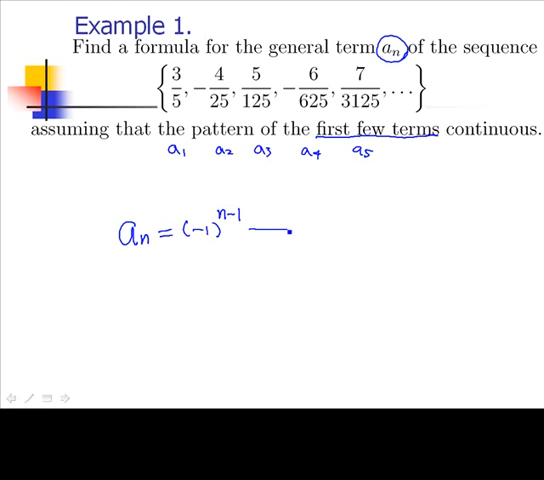 Example 1.
Find a formula for the general term aₙ of the sequence
{3/5, −4/25, 5/125, −6/625, 7/3125, ⋯}
assuming that the pattern of the first few terms continuous.
a₁ a₂ a₃ a₄ a₅
aₙ = (−1)ⁿ⁻¹ —